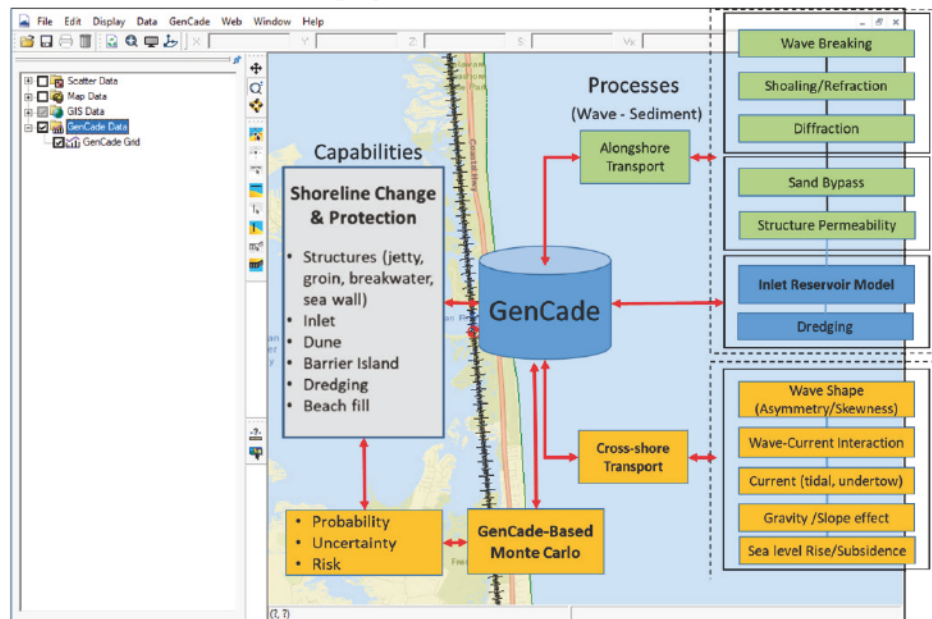 File Edit Display Data GenCade Web Window Help
X:
Y:
Z:
S:
Vx:
Scatter Data
Map Data
GIS Data
GenCade Data
GenCade Grid
Capabilities
Shoreline Change
& Protection
• Structures (jetty,
groin, breakwater,
sea wall)
• Inlet
• Dune
• Barrier Island
• Dredging
• Beach fill
• Probability
• Uncertainty
• Risk
GenCade-Based
Monte Carlo
GenCade
Coastal Hwy
Processes
(Wave - Sediment)
Alongshore
Transport
Cross-shore
Transport
Wave Breaking
Shoaling/Refraction
Diffraction
Sand Bypass
Structure Permeability
Inlet Reservoir Model
Dredging
Wave Shape
(Asymmetry/Skewness)
Wave-Current Interaction
Current (tidal, undertow)
Gravity /Slope effect
Sea level Rise/Subsidence
(?, ?)